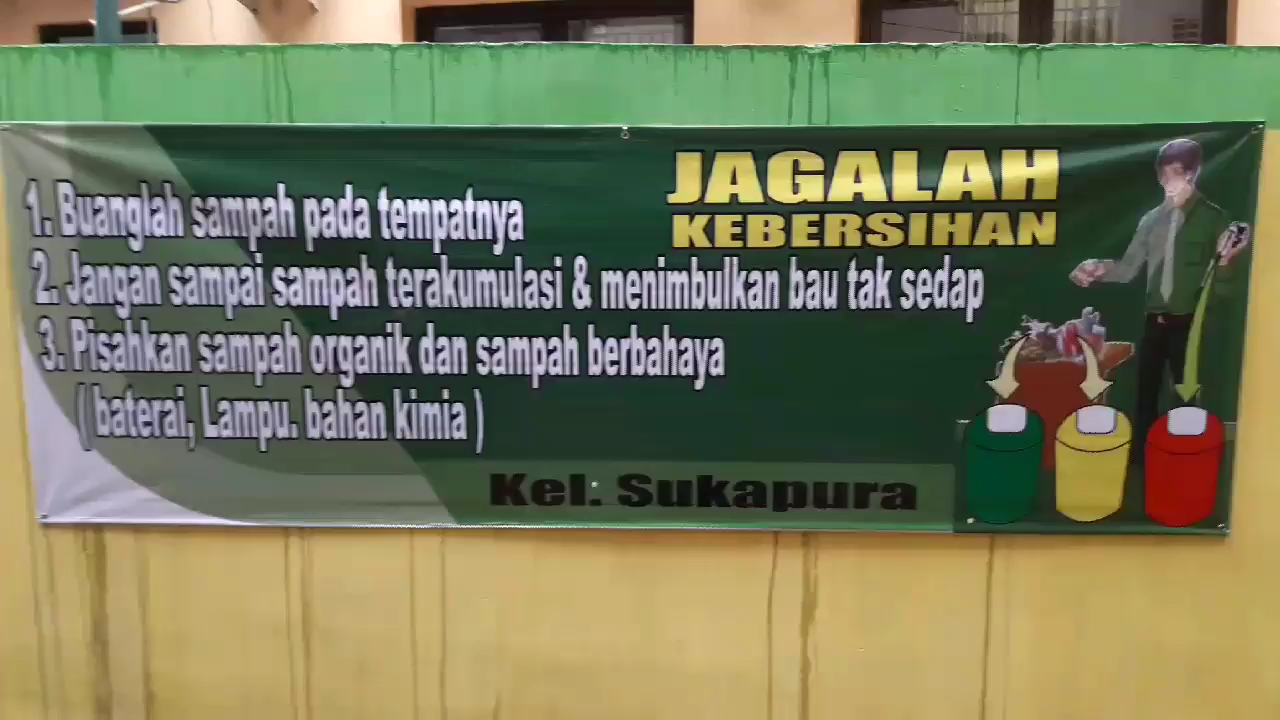 JAGALAH
KEBERSIHAN
1. Buanglah sampah pada tempatnya
2. Jangan sampai sampah terakumulasi & menimbulkan bau tak sedap
3. Pisahkan sampah organik dan sampah berbahaya
( baterai, Lampu. bahan kimia )
Kel. Sukapura